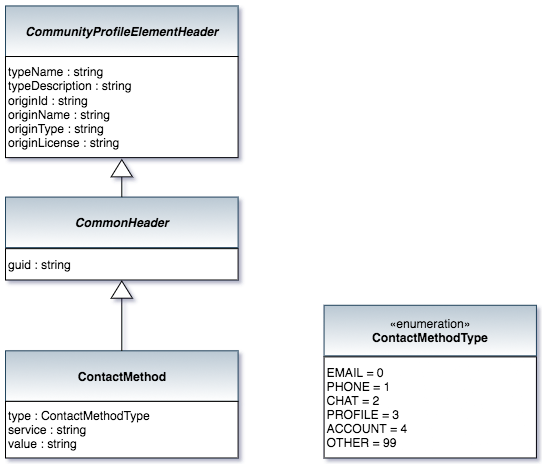 CommunityProfileElementHeader
typeName : string
typeDescription : string
originId : string
originName : string
originType : string
originLicense : string
CommonHeader
guid : string
ContactMethod
type : ContactMethodType
service : string
value : string
«enumeration»
ContactMethodType
EMAIL = 0
PHONE = 1
CHAT = 2
PROFILE = 3
ACCOUNT = 4
OTHER = 99